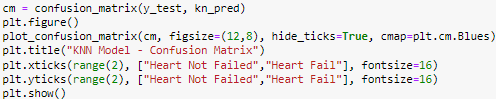 cm = confusion_matrix(y_test, kn_pred)
plt.figure()
plot_confusion_matrix(cm, figsize=(12,8), hide_ticks=True, cmap=plt.cm.Blues)
plt.title("KNN Model - Confusion Matrix")
plt.xticks(range(2), ["Heart Not Failed","Heart Fail"], fontsize=16)
plt.yticks(range(2), ["Heart Not Failed","Heart Fail"], fontsize=16)
plt.show()